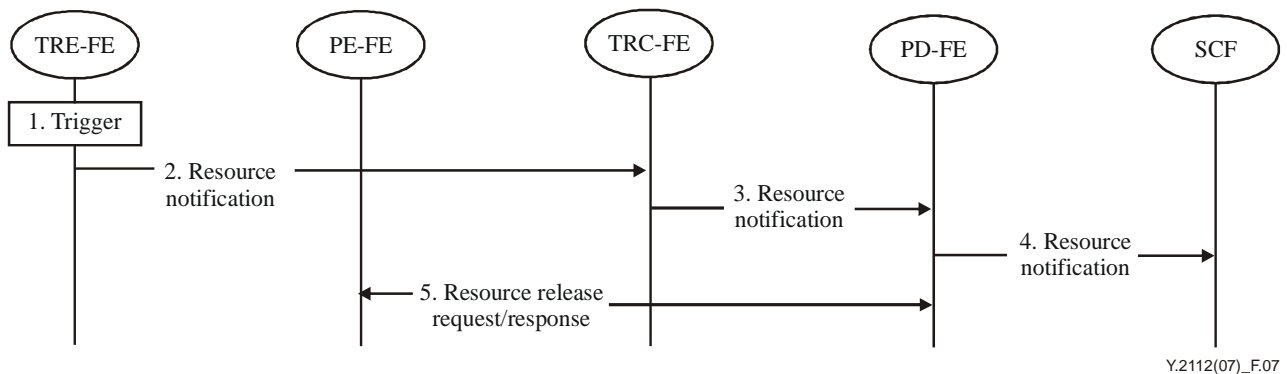 TRE-FE
PE-FE
TRC-FE
PD-FE
SCF
1. Trigger
2. Resource
notification
3. Resource
notification
4. Resource
notification
5. Resource release
request/response
Y.2112(07)_F.07